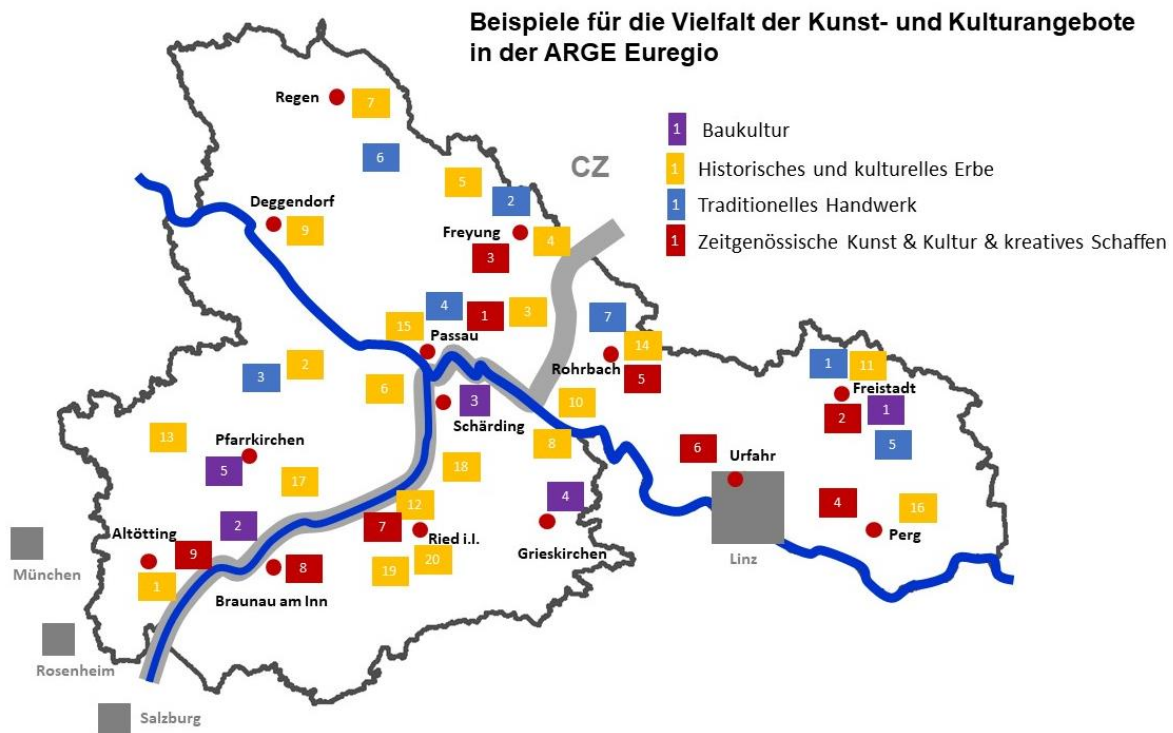 Beispiele für die Vielfalt der Kunst- und Kulturangebote
in der ARGE Euregio
1 Baukultur
1 Historisches und kulturelles Erbe
1 Traditionelles Handwerk
1 Zeitgenössische Kunst & Kultur & kreatives Schaffen
CZ
Regen
7
6
5
2
Deggendorf
9
Freyung
4
3
4
1
3
15
Passau
7
14
Rohrbach
5
1
11
Freistadt
2
1
5
2
3
6
3
Schärding
10
8
13
Pfarrkirchen
5
17
18
6
Urfahr
4
16
Perg
Linz
2
12
7
Ried i.I.
4
Grieskirchen
19
20
Altötting
9
1
8
Braunau am Inn
München
Rosenheim
Salzburg